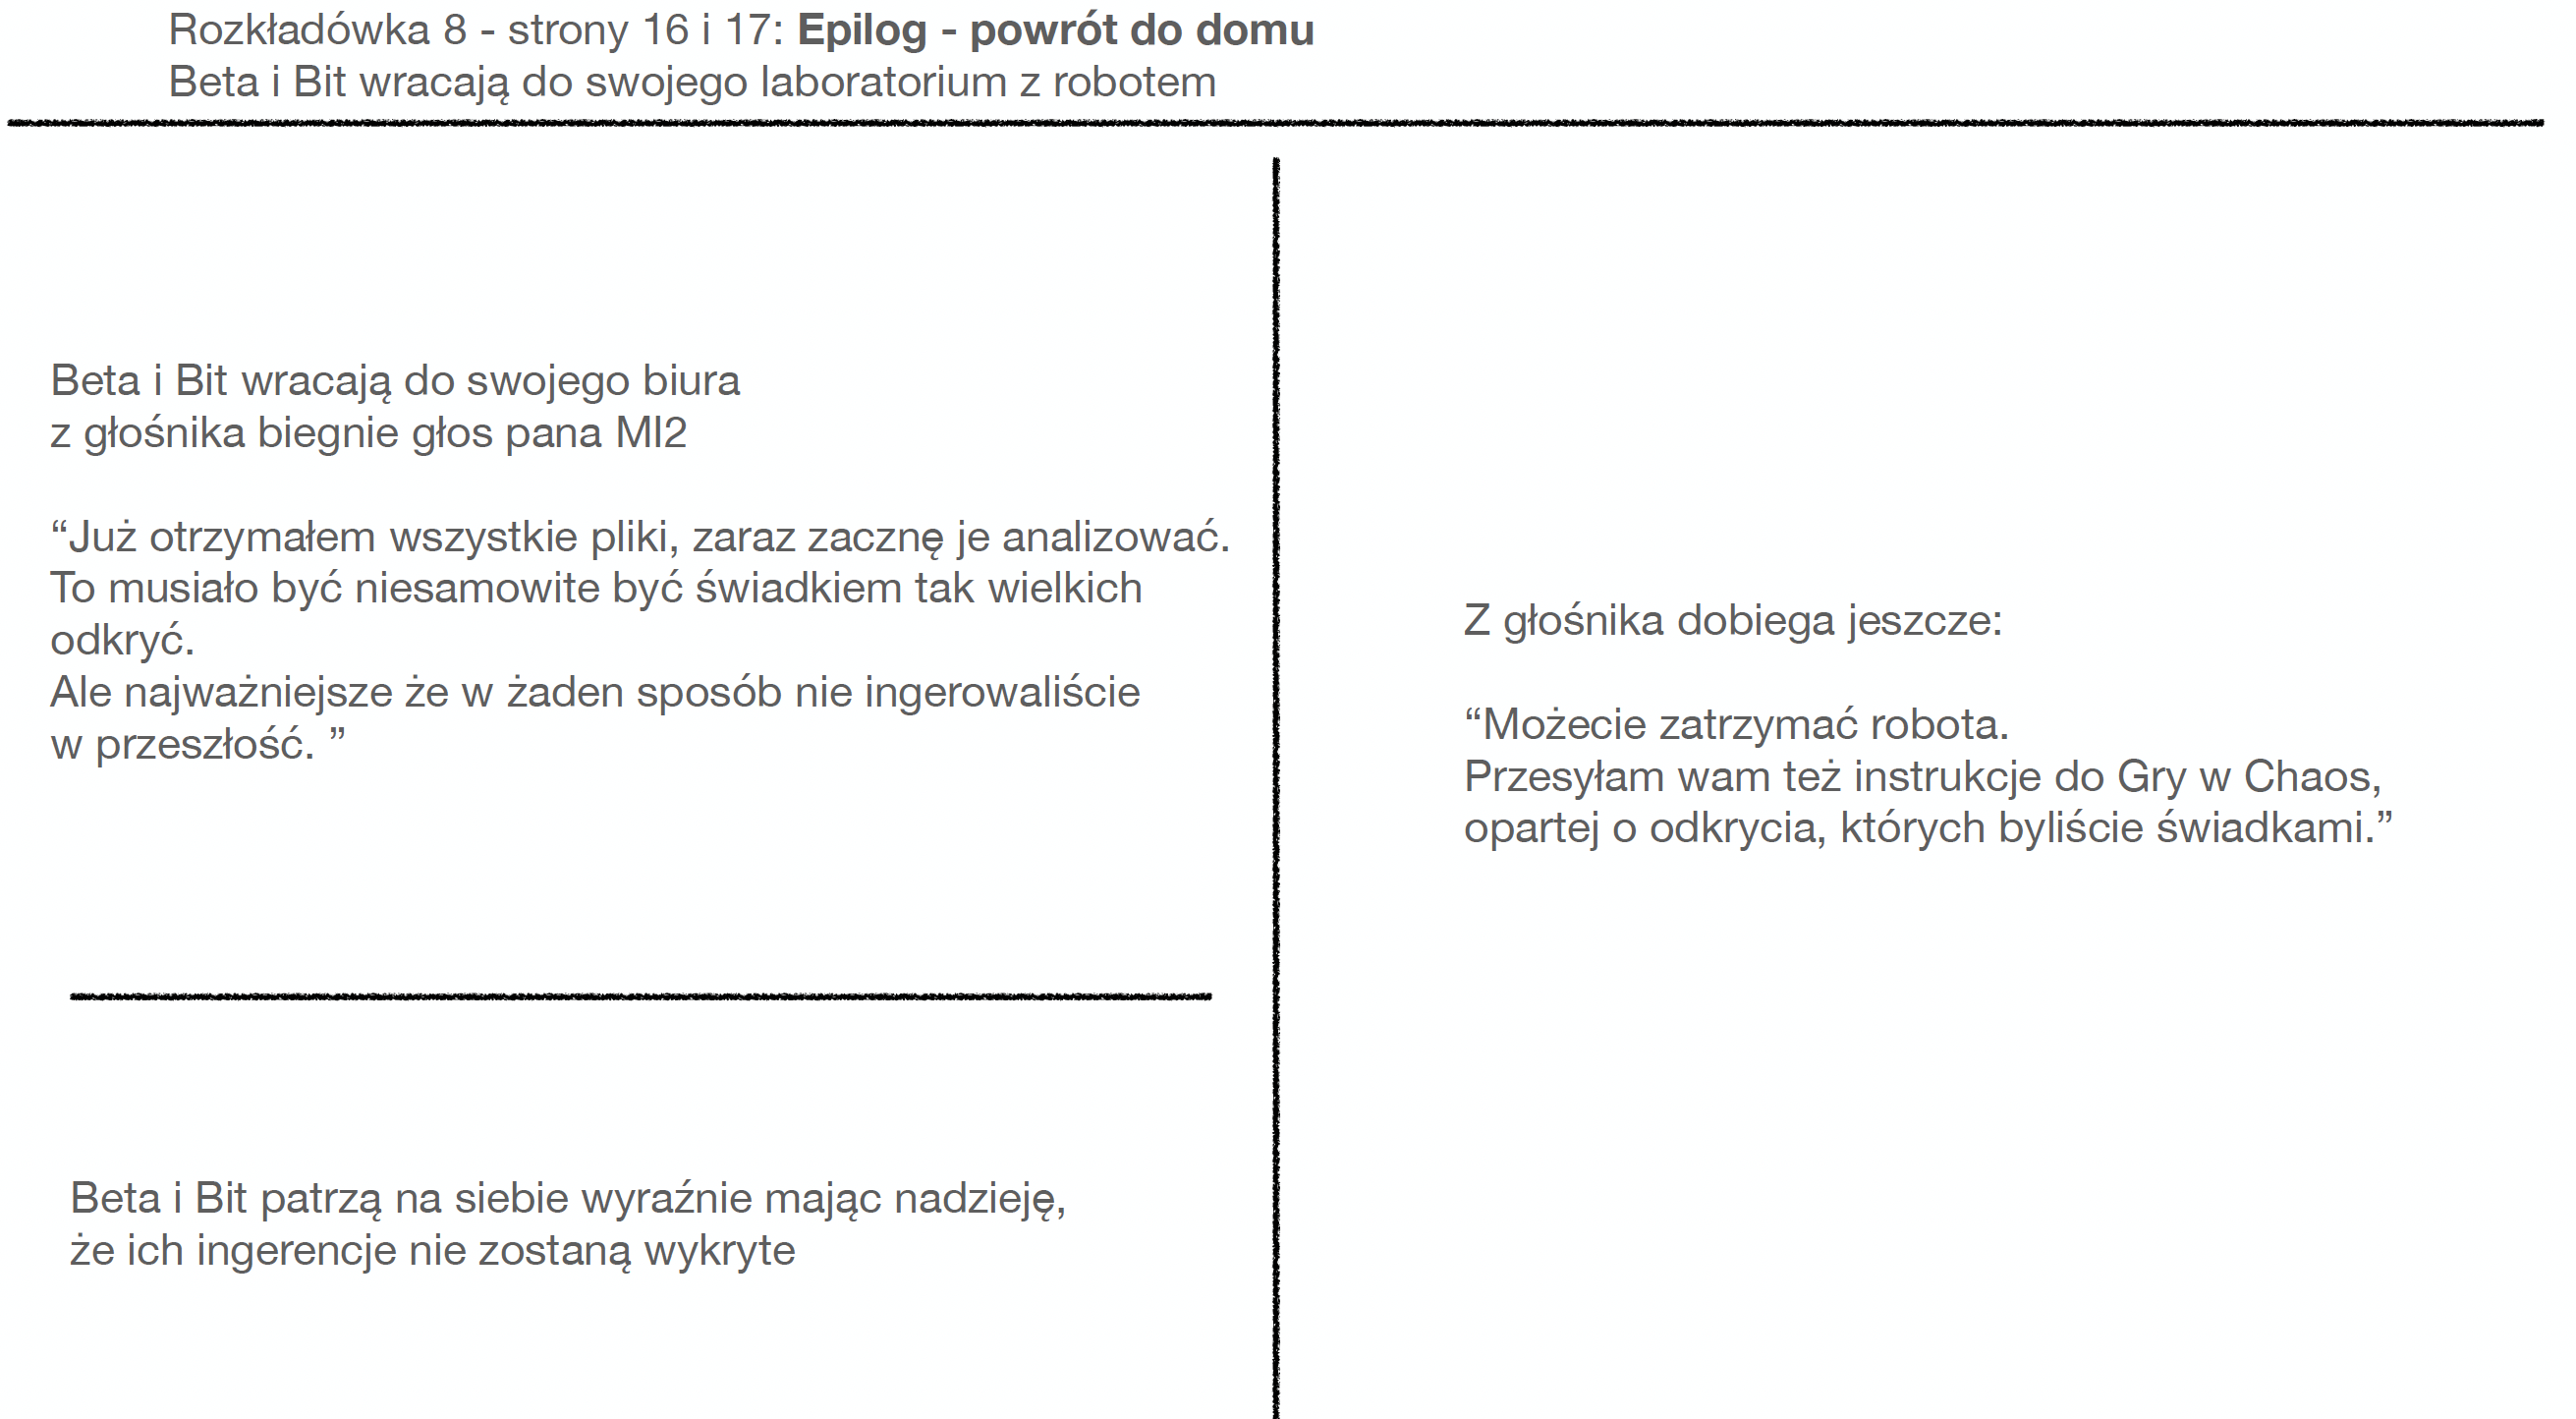 Rozkładówka 8 - strony 16 i 17: Epilog - powrót do domu
Beta i Bit wracają do swojego laboratorium z robotem
Beta i Bit wracają do swojego biura
z głośnika biegnie głos pana MI2
“Już otrzymałem wszystkie pliki, zaraz zacznę je analizować.
To musiało być niesamowite być świadkiem tak wielkich
odkryć.
Ale najważniejsze że w żaden sposób nie ingerowaliście
w przeszłość. ”
Beta i Bit patrzą na siebie wyraźnie mając nadzieję,
że ich ingerencje nie zostaną wykryte
Z głośnika dobiega jeszcze:
“Możecie zatrzymać robota.
Przesyłam wam też instrukcje do Gry w Chaos,
opartej o odkrycia, których byliście świadkami.”